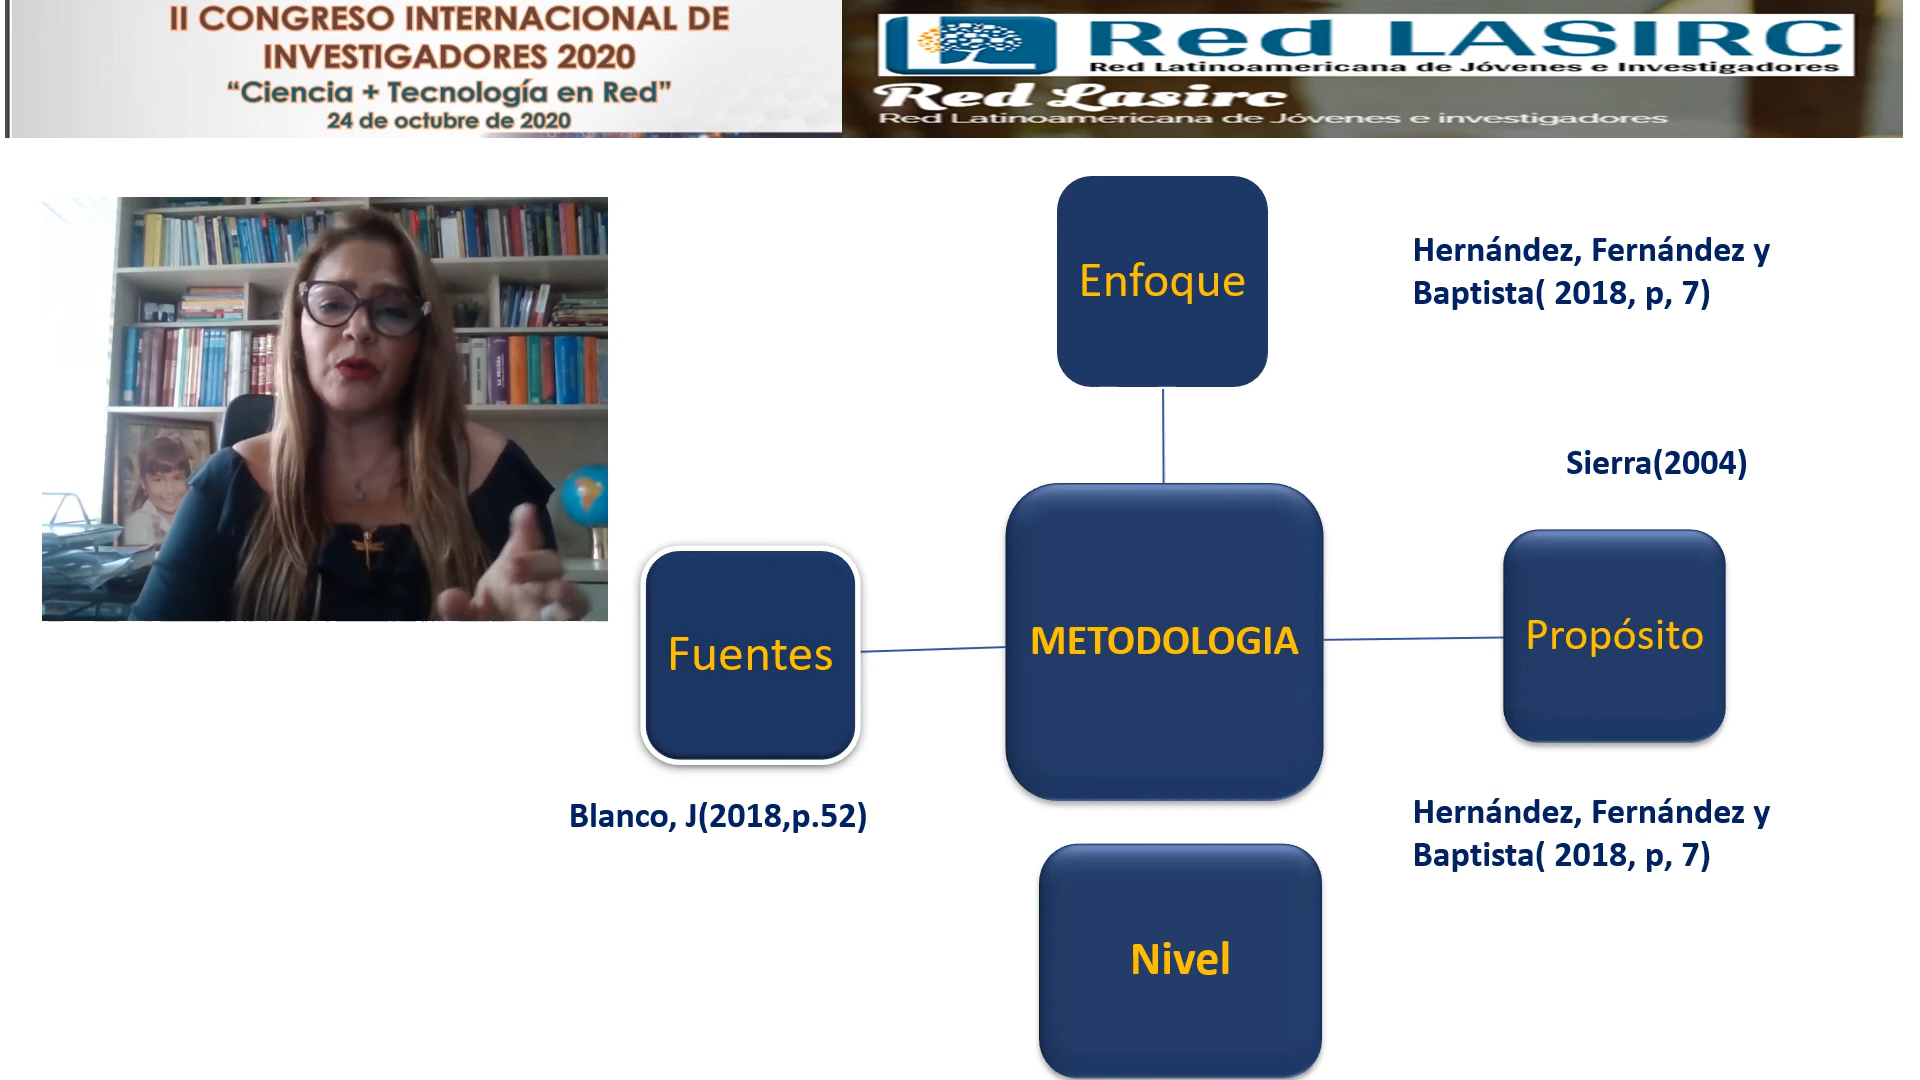 II CONGRESO INTERNACIONAL DE
INVESTIGADORES 2020
“Ciencia + Tecnología en Red”
24 de octubre de 2020
Red LASIRC
Red Latinoamericana de Jóvenes e Investigadores
Red Lasirc
Red Latinoamericana de Jóvenes e investigadores
Enfoque
Hernández, Fernández y
Baptista( 2018, p, 7)
Sierra(2004)
Fuentes
METODOLOGIA
Propósito
Blanco, J(2018,p.52)
Hernández, Fernández y
Baptista( 2018, p, 7)
Nivel